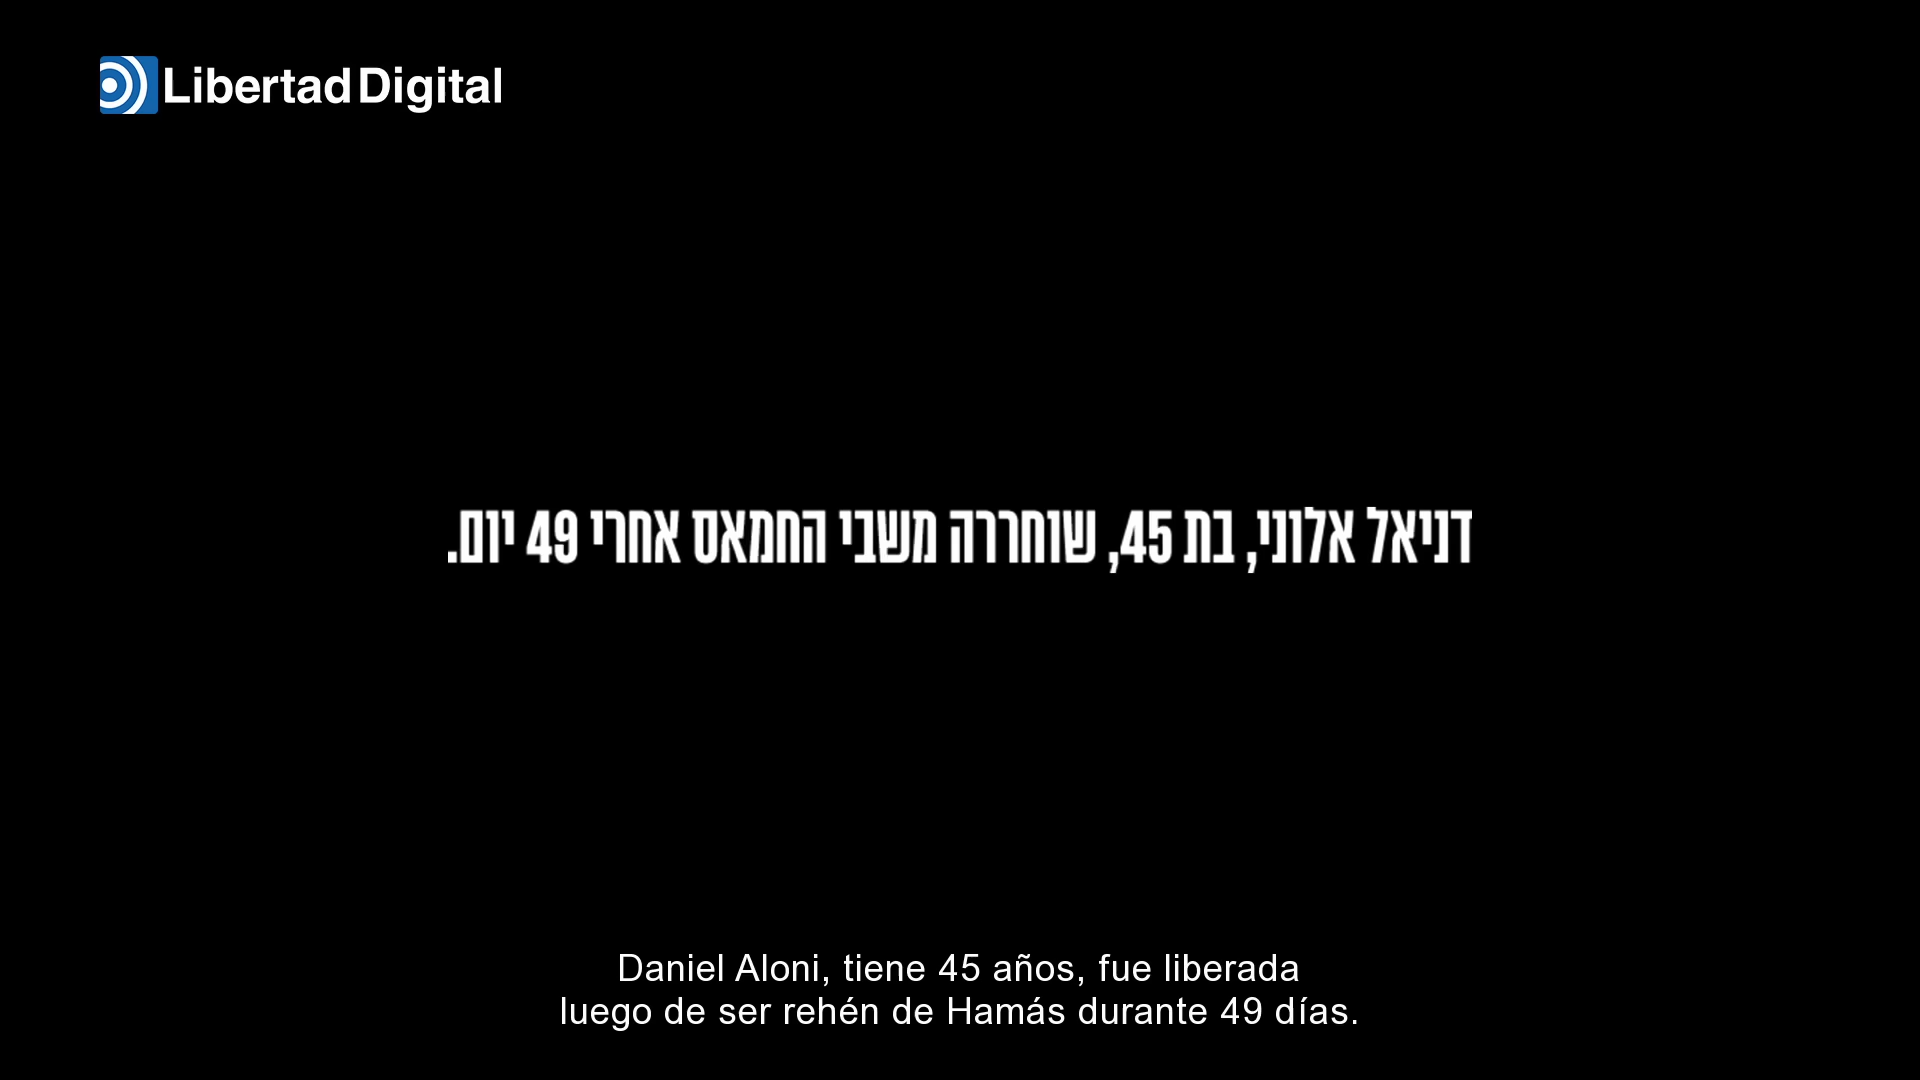 Libertad Digital
דניאל אלוני, בת 45, שוחררה משבי החמאס אחרי 49 יום.
Daniel Aloni, tiene 45 años, fue liberada
luego de ser rehén de Hamás durante 49 días.